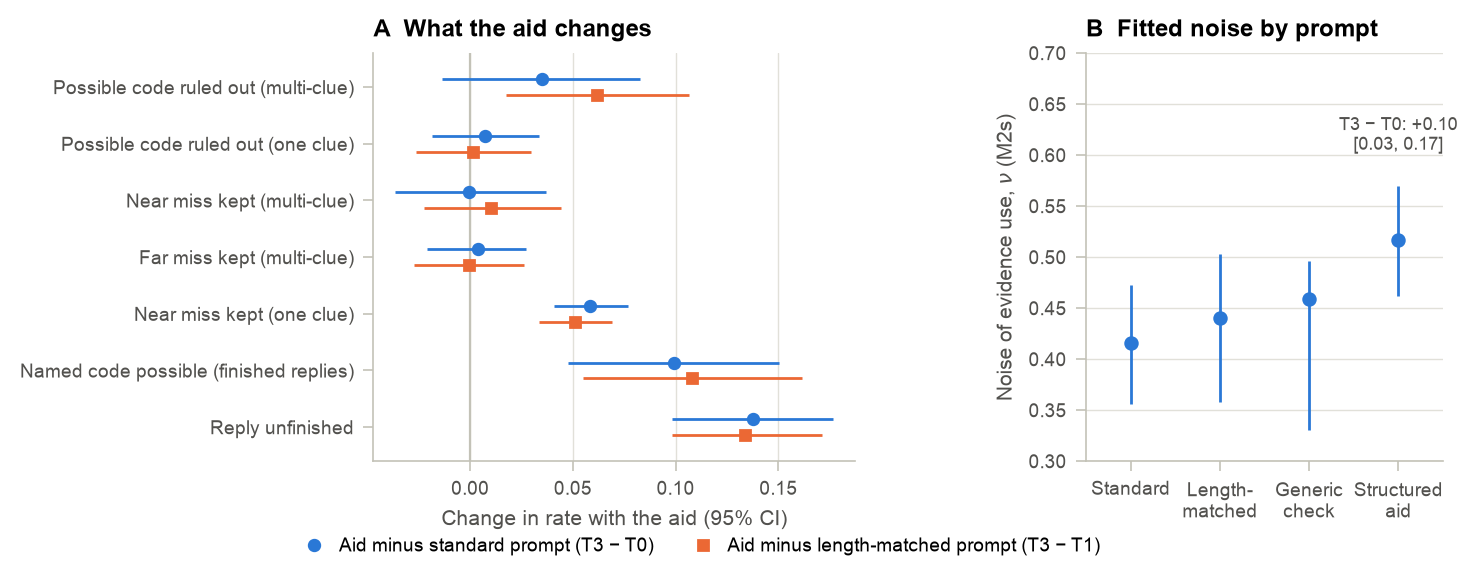 A What the aid changes
Possible code ruled out (multi-clue)
Possible code ruled out (one clue)
Near miss kept (multi-clue)
Far miss kept (multi-clue)
Near miss kept (one clue)
Named code possible (finished replies)
Reply unfinished
0.00 0.05 0.10 0.15
Change in rate with the aid (95% CI)
B Fitted noise by prompt
Noise of evidence use, ν (M2s)
0.70
0.65
0.60
0.55
0.50
0.45
0.40
0.35
0.30
T3 − T0: +0.10
[0.03, 0.17]
Standard Length- Generic Structured
matched check aid
Aid minus standard prompt (T3 − T0) Aid minus length-matched prompt (T3 − T1)